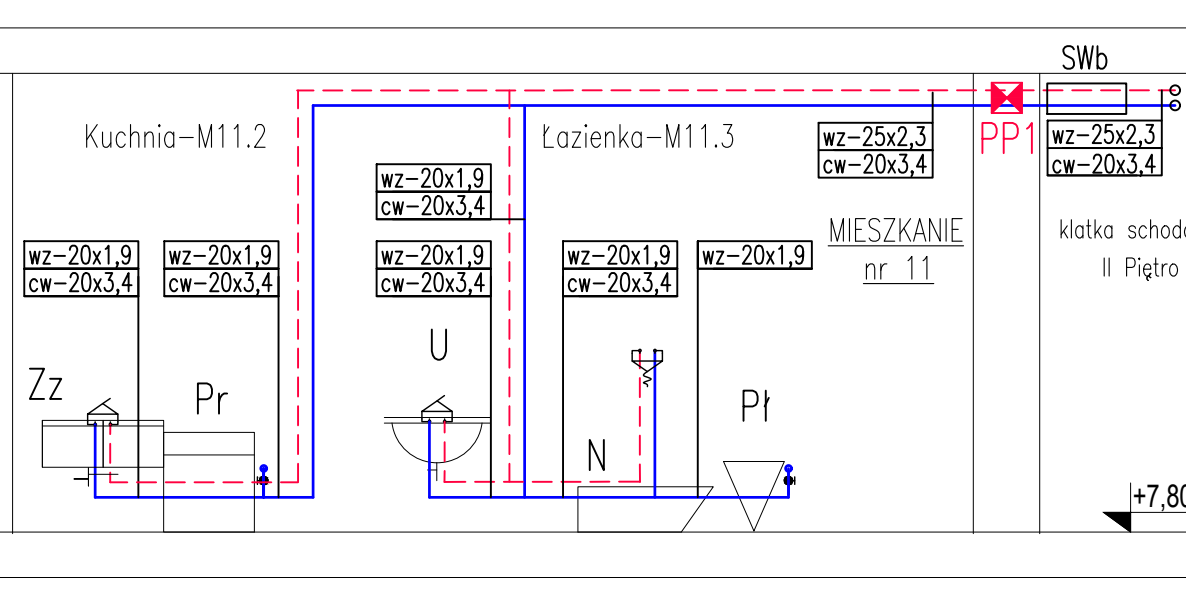 SWb
Kuchnia-M11.2
Łazienka-M11.3
wz-25x2,3
cw-20x3,4
PP1
wz-25x2,3
cw-20x3,4
wz-20x1,9
cw-20x3,4
MIESZKANIE
nr 11
klatka schodo
II Piętro
wz-20x1,9
cw-20x3,4
wz-20x1,9
cw-20x3,4
wz-20x1,9
cw-20x3,4
wz-20x1,9
cw-20x3,4
wz-20x1,9
U
Zz
Pr
Pł
N
+7,80